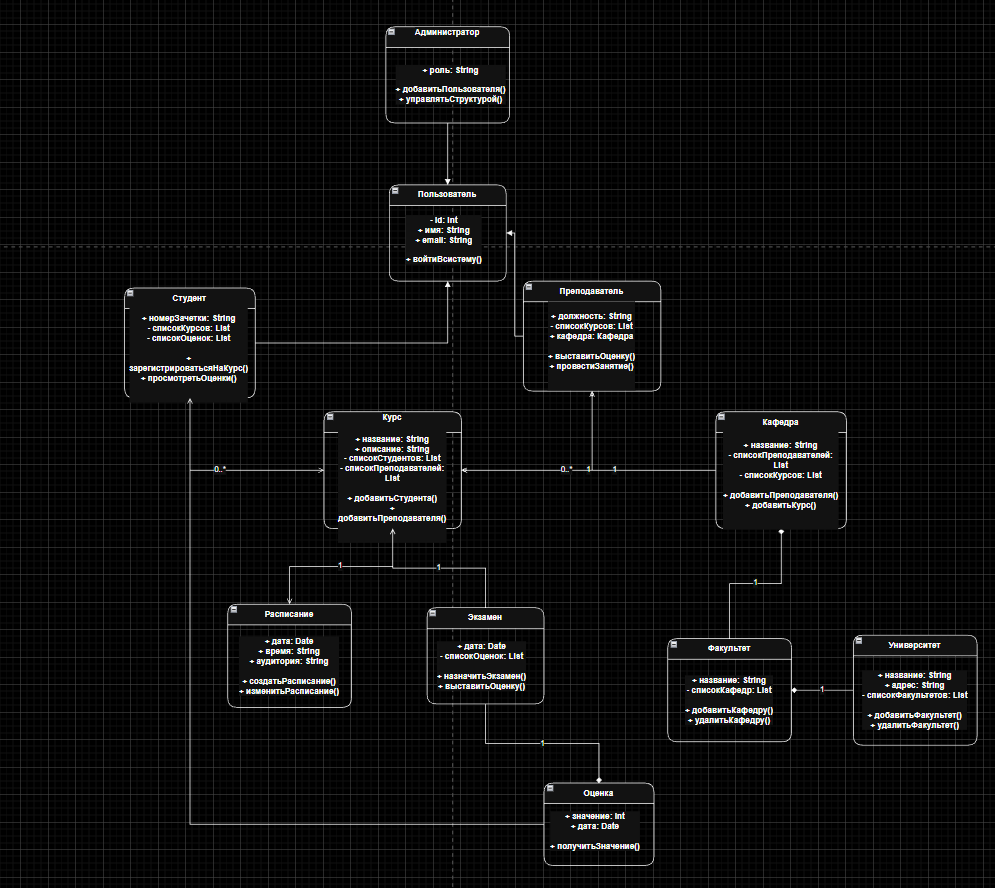 Администратор
+ роль: String
+ добавитьПользователя()
+ управлятьСтруктурой()
Пользователь
- id: Int
+ имя: String
+ email: String
+ войтиВсистему()
Студент
+ номерЗачетки: String
- списокКурсов: List
- списокОценок: List
+
зарегистрироватьсяНаКурс()
+ просмотретьОценки()
Преподаватель
+ должность: String
- списокКурсов: List
+ кафедра: Кафедра
+ выставитьОценку()
+ провестиЗанятие()
Курс
+ название: String
+ описание: String
- списокСтудентов: List
- списокПреподавателей:
List
+ добавитьСтудента()
+
добавитьПреподавателя()
Кафедра
+ название: String
- списокПреподавателей:
List
- списокКурсов: List
+ добавитьПреподавателя()
+ добавитьКурс()
0..*
0..*
1
1
1
1
1
Расписание
+ дата: Date
+ время: String
+ аудитория: String
+ создатьРасписание()
+ изменитьРасписание()
Экзамен
+ дата: Date
- списокОценок: List
+ назначитьЭкзамен()
+ выставитьОценку()
Факультет
+ название: String
- списокКафедр: List
+ добавитьКафедру()
+ удалитьКафедру()
1
Университет
+ название: String
+ адрес: String
- списокФакультетов: List
+ добавитьФакультет()
+ удалитьФакультет()
1
Оценка
+ значение: Int
+ дата: Date
+ получитьЗначение()